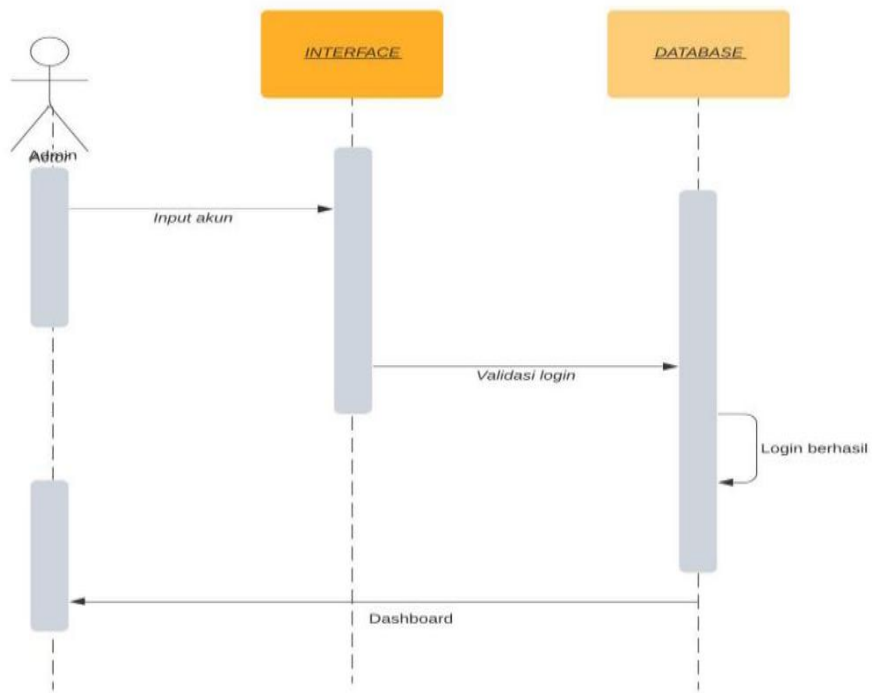 INTERFACE
DATABASE
Admin
Input akun
Validasi login
Login berhasil
Dashboard